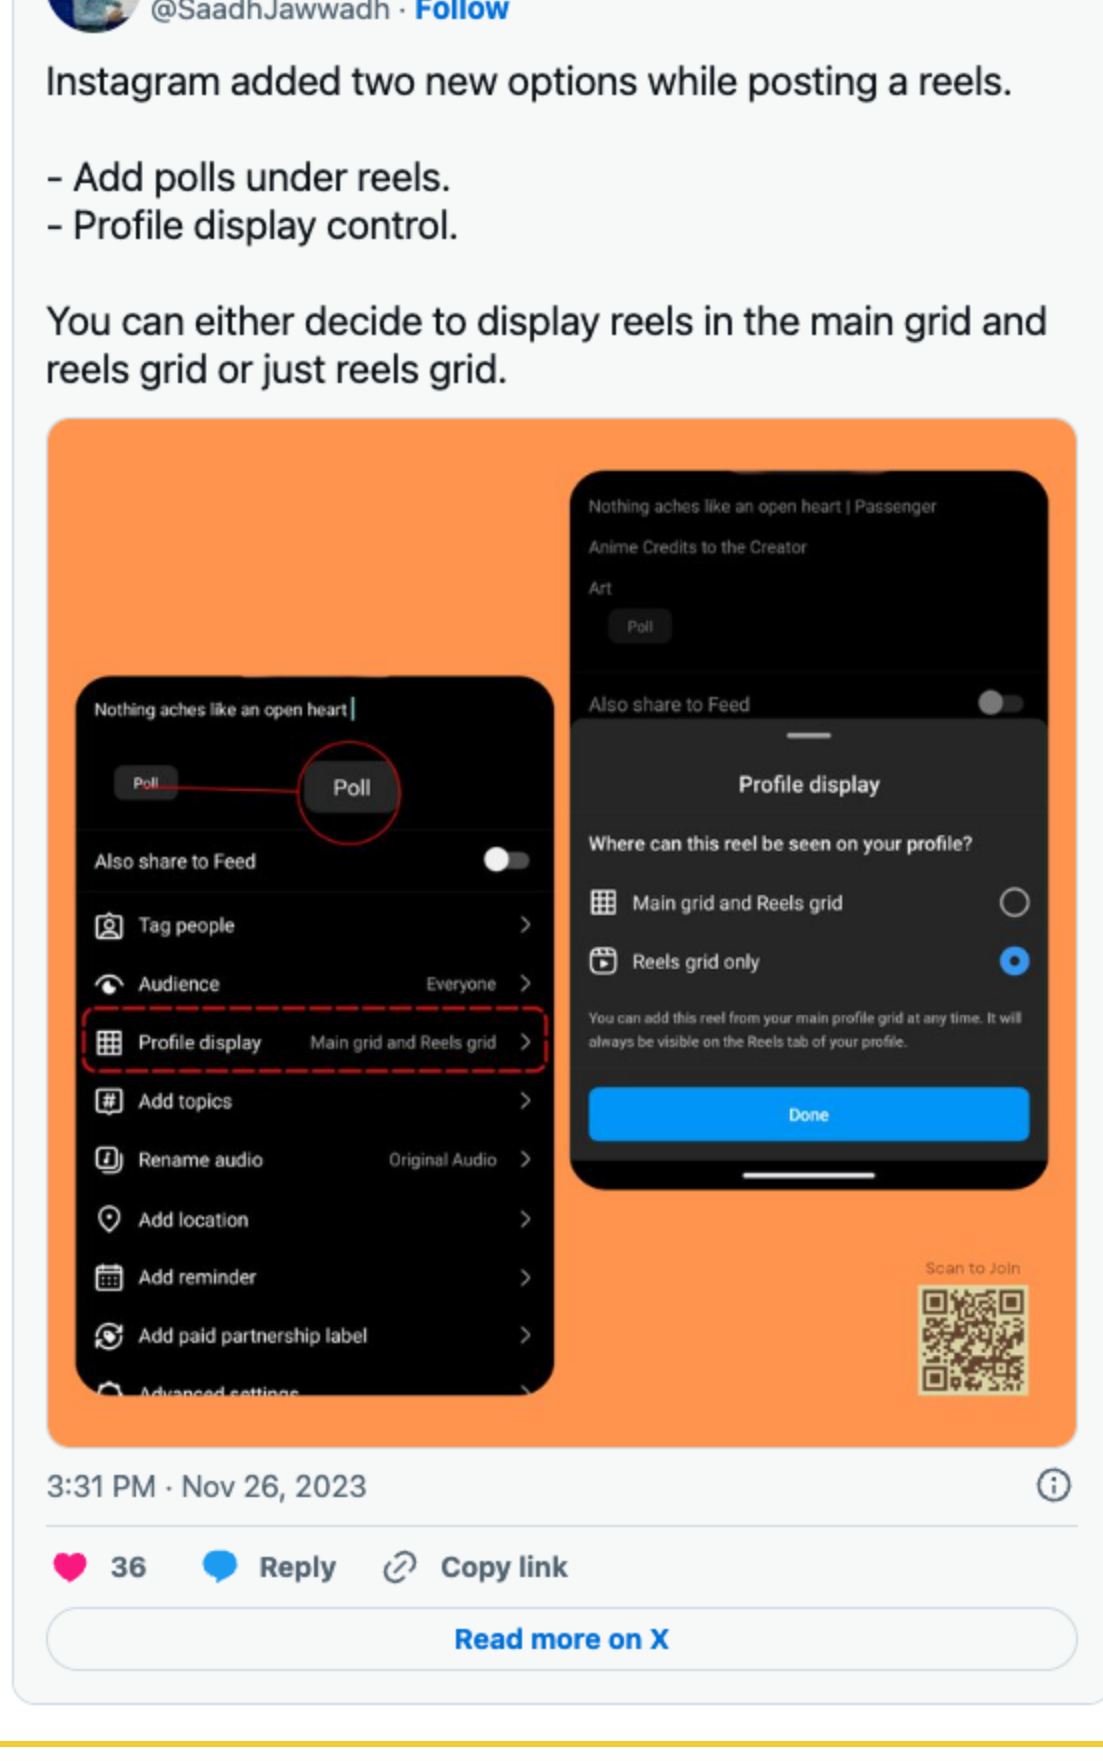 @SaadhJawwadh · Follow
Instagram added two new options while posting a reels.
- Add polls under reels.
- Profile display control.
You can either decide to display reels in the main grid and
reels grid or just reels grid.
Nothing aches like an open heart
Poll
Poll
Also share to Feed
Tag people
Audience Everyone
Profile display Main grid and Reels grid
Add topics
Rename audio Original Audio
Add location
Add reminder
Add paid partnership label
Advanced settings
Nothing aches like an open heart | Passenger
Anime Credits to the Creator
Art
Poll
Also share to Feed
Profile display
Where can this reel be seen on your profile?
Main grid and Reels grid
Reels grid only
You can add this reel from your main profile grid at any time. It will
always be visible on the Reels tab of your profile.
Done
Scan to Join
3:31 PM · Nov 26, 2023
36 Reply Copy link
Read more on X